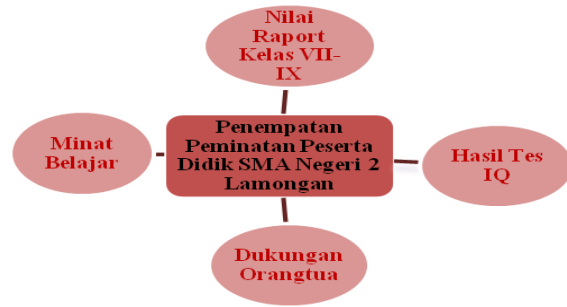 Nilai
Raport
Kelas VII-
IX
Minat
Belajar
Penempatan
Peminatan Peserta
Didik SMA Negeri 2
Lamongan
Hasil Tes
IQ
Dukungan
Orangtua